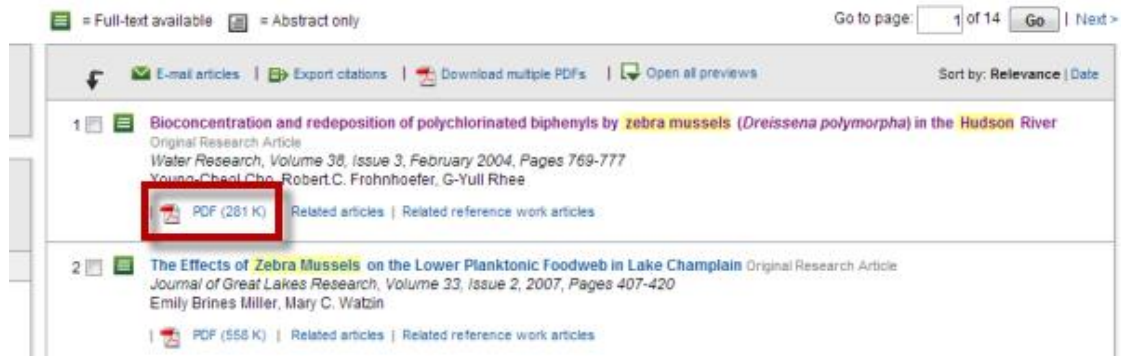 = Full-text available = Abstract only Go to page: 1 of 14 Go | Next >
E-mail articles | Export citations | Download multiple PDFs | Open all previews Sort by: Relevance | Date
1 Bioconcentration and redeposition of polychlorinated biphenyls by zebra mussels (Dreissena polymorpha) in the Hudson River
Original Research Article
Water Research, Volume 38, Issue 3, February 2004, Pages 769-777
Young-Cheol Cho, Robert C. Frohnhoefer, G-Yull Rhee
| PDF (281 K) Related articles | Related reference work articles
2 The Effects of Zebra Mussels on the Lower Planktonic Foodweb in Lake Champlain Original Research Article
Journal of Great Lakes Research, Volume 33, Issue 2, 2007, Pages 407-420
Emily Brines Miller, Mary C. Watzin
| PDF (558 K) | Related articles | Related reference work articles